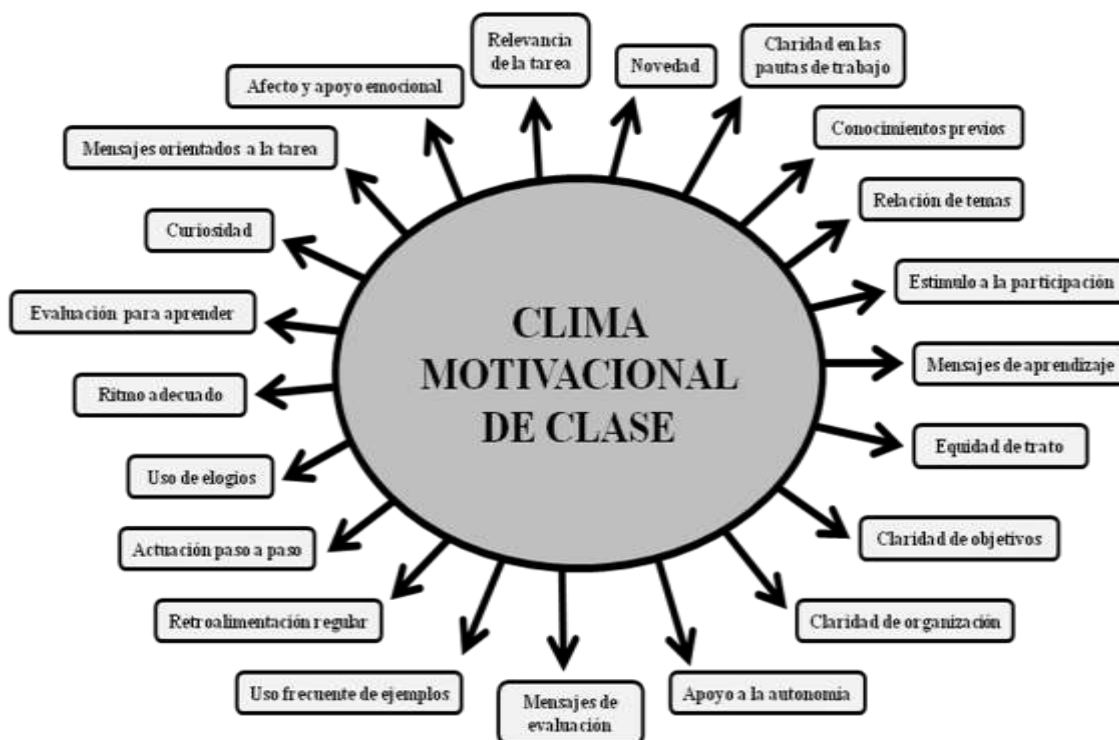 Relevancia
de la tarea
Novedad
Claridad en las
pautas de trabajo
Afecto y apoyo emocional
Conocimientos previos
Mensajes orientados a la tarea
Relación de temas
Curiosidad
Estimulo a la participación
Evaluación para aprender
CLIMA
MOTIVACIONAL
DE CLASE
Mensajes de aprendizaje
Ritmo adecuado
Equidad de trato
Uso de elogios
Claridad de objetivos
Actuación paso a paso
Retroalimentación regular
Claridad de organización
Uso frecuente de ejemplos
Mensajes de
evaluación
Apoyo a la autonomia